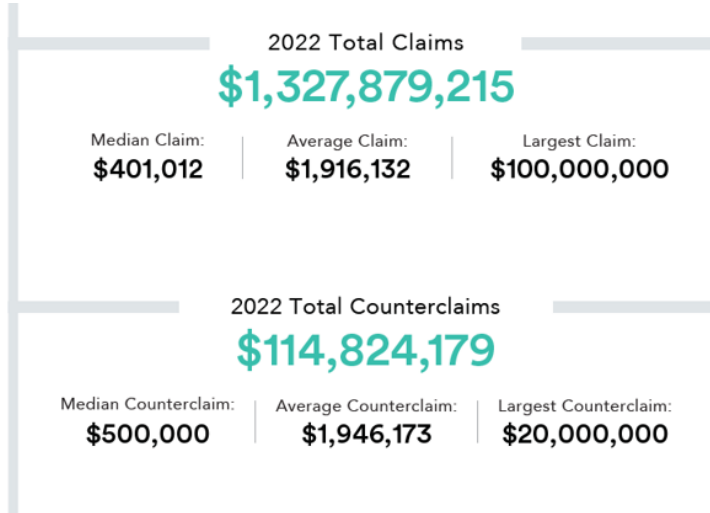 2022 Total Claims
$1,327,879,215
Median Claim: Average Claim: Largest Claim:
$401,012 $1,916,132 $100,000,000
2022 Total Counterclaims
$114,824,179
Median Counterclaim: Average Counterclaim: Largest Counterclaim:
$500,000 $1,946,173 $20,000,000